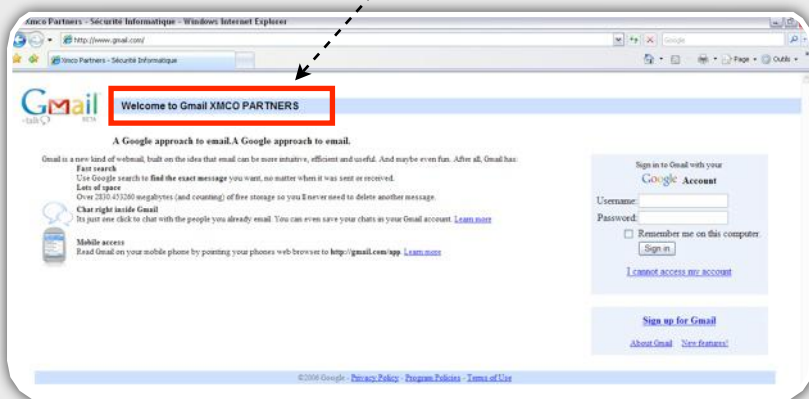 Xmco Partners - Sécurité Informatique - Windows Internet Explorer
http://www.gmail.com/
Google
Xmco Partners - Sécurité Informatique
Page
Outils
Gmail
talk
BETA
Welcome to Gmail XMCO PARTNERS
A Google approach to email.A Google approach to email.
Gmail is a new kind of webmail, built on the idea that email can be more intuitive, efficient and useful. And maybe even fun. After all, Gmail has:
Fast search
Use Google search to find the exact message you want, no matter when it was sent or received.
Lots of space
Over 2830.453260 megabytes (and counting) of free storage so you ll never need to delete another message.
Chat right inside Gmail
Its just one click to chat with the people you already email. You can even save your chats in your Gmail account. Learn more
Mobile access
Read Gmail on your mobile phone by pointing your phones web browser to http://gmail.com/app. Learn more
Sign in to Gmail with your
Google Account
Username:
Password:
Remember me on this computer.
Sign in
I cannot access my account
Sign up for Gmail
About Gmail New features!
©2006 Google - Privacy Policy - Program Policies - Terms of Use